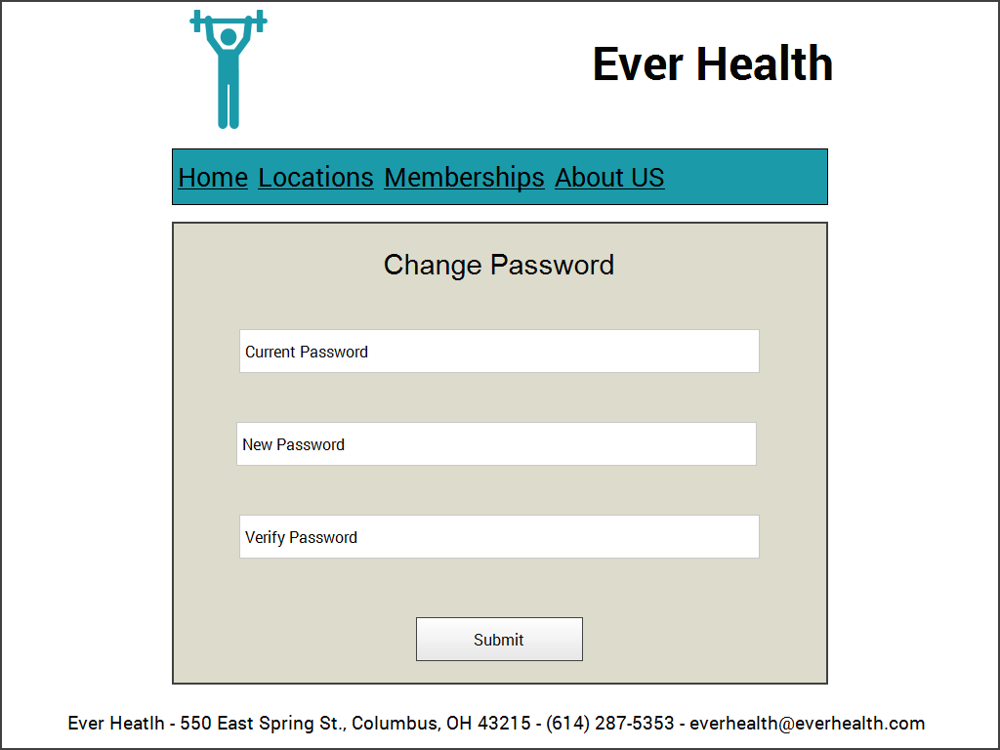 Ever Health
Home Locations Memberships About US
Change Password
Current Password
New Password
Verify Password
Submit
Ever Heatlh - 550 East Spring St., Columbus, OH 43215 - (614) 287-5353 - everhealth@everhealth.com